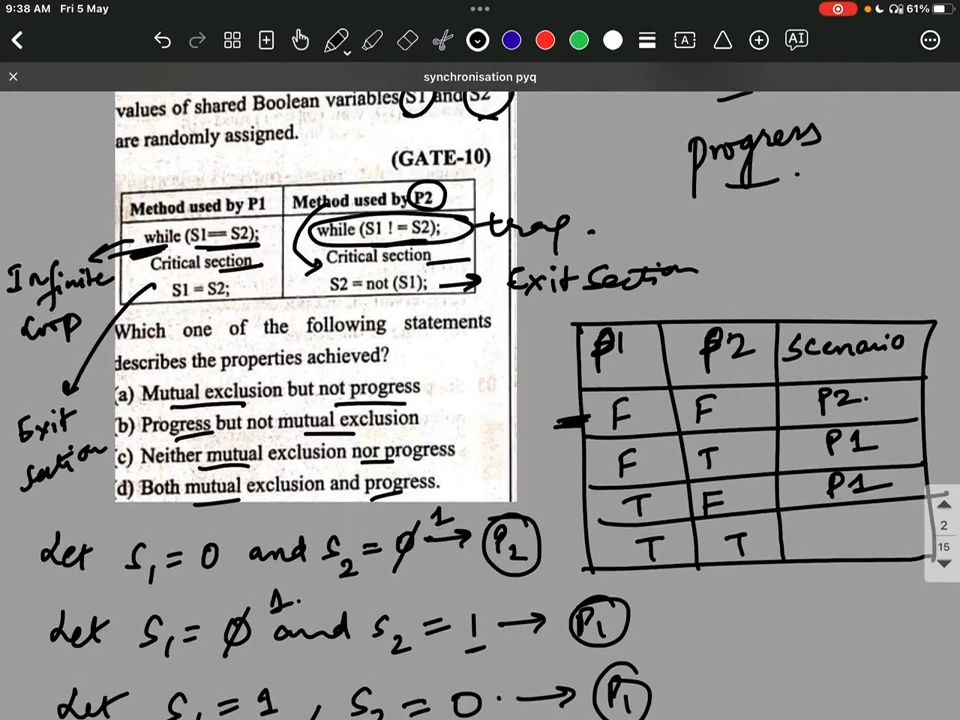 9:38 AM Fri 5 May
61%
synchronisation pyq
values of shared Boolean variables S1 and S2
are randomly assigned.
(GATE-10)
Method used by P1
Method used by P2
while (S1== S2);
while (S1 ! = S2);
Critical section
Critical section
S1 = S2;
S2 = not (S1);
Which one of the following statements
describes the properties achieved?
(a) Mutual exclusion but not progress
(b) Progress but not mutual exclusion
(c) Neither mutual exclusion nor progress
(d) Both mutual exclusion and progress.
Progress
trap.
Exit Section
Infinite
loop
Exit
section
P1 P2 Scenario
F F P2.
F T P1
T F P1
T T
Let S1 = 0 and S2 = 0 1 → P2
Let S1 = 0 1. and S2 = 1 → P1
Let S1 = 1 , S2 = 0 . → P1
2
15
AI
A